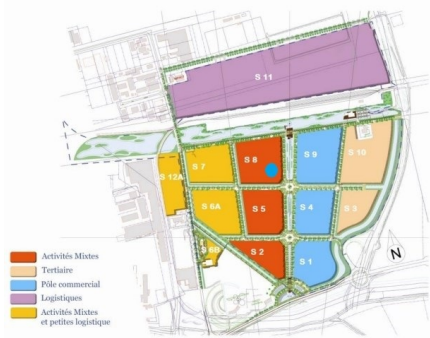 S 11
S 7
S 8
S 9
S 10
S 12A
S 6A
S 5
S 4
S 3
S 6B
S 2
S 1
N
Activités Mixtes
Tertiaire
Pôle commercial
Logistiques
Activités Mixtes
et petites logistique